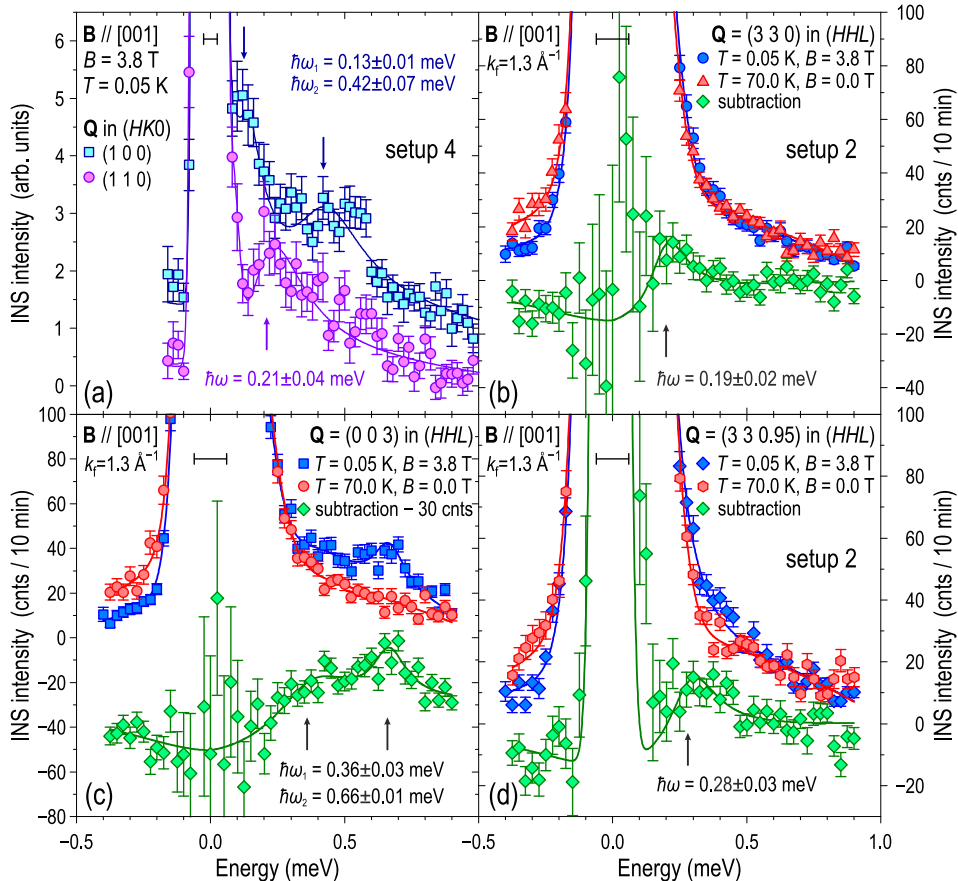 B // [001]
B = 3.8 T
T = 0.05 K
Q in (HK0)
(1 0 0)
(1 1 0)
ħω₁ = 0.13±0.01 meV
ħω₂ = 0.42±0.07 meV
setup 4
ħω = 0.21±0.04 meV
(a)
INS intensity (arb. units)
6
5
4
3
2
1
0
B // [001]
kf=1.3 Å⁻¹
Q = (3 3 0) in (HHL)
T = 0.05 K, B = 3.8 T
T = 70.0 K, B = 0.0 T
subtraction
setup 2
ħω = 0.19±0.02 meV
(b)
INS intensity (cnts / 10 min)
100
80
60
40
20
0
−20
−40
B // [001]
kf=1.3 Å⁻¹
Q = (0 0 3) in (HHL)
T = 0.05 K, B = 3.8 T
T = 70.0 K, B = 0.0 T
subtraction − 30 cnts
ħω₁ = 0.36±0.03 meV
ħω₂ = 0.66±0.01 meV
(c)
INS intensity (cnts / 10 min)
100
80
60
40
20
0
−20
−40
−60
−80
−0.5
0.0
0.5
Energy (meV)
B // [001]
kf=1.3 Å⁻¹
Q = (3 3 0.95) in (HHL)
T = 0.05 K, B = 3.8 T
T = 70.0 K, B = 0.0 T
subtraction
setup 2
ħω = 0.28±0.03 meV
(d)
INS intensity (cnts / 10 min)
100
80
60
40
20
0
−20
−0.5
0.0
0.5
1.0
Energy (meV)